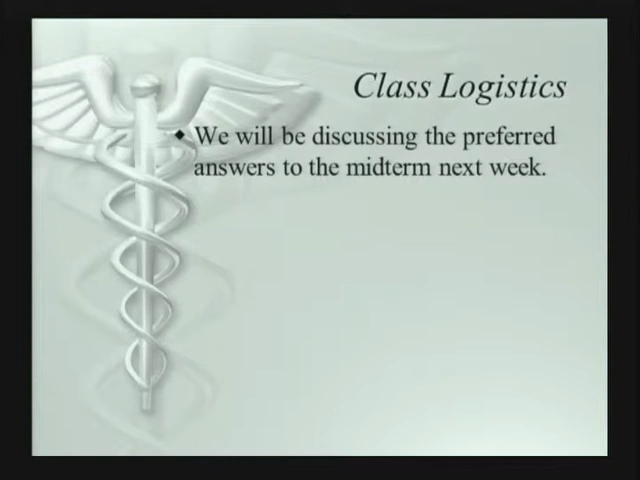 Class Logistics
◆ We will be discussing the preferred
answers to the midterm next week.